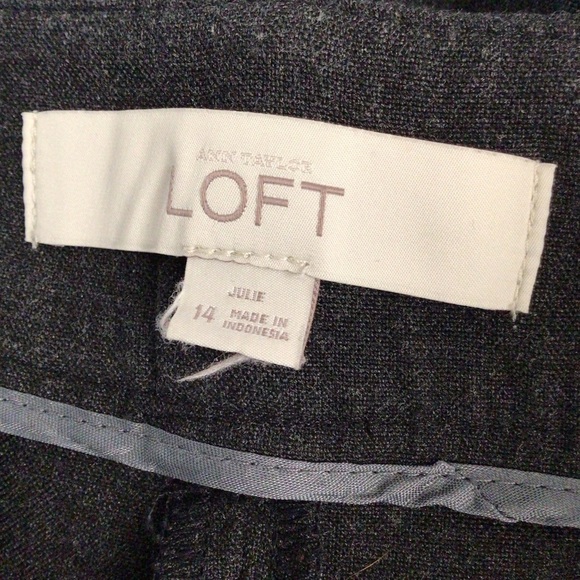 ANN TAYLOR
LOFT
JULIE
14 MADE IN
INDONESIA